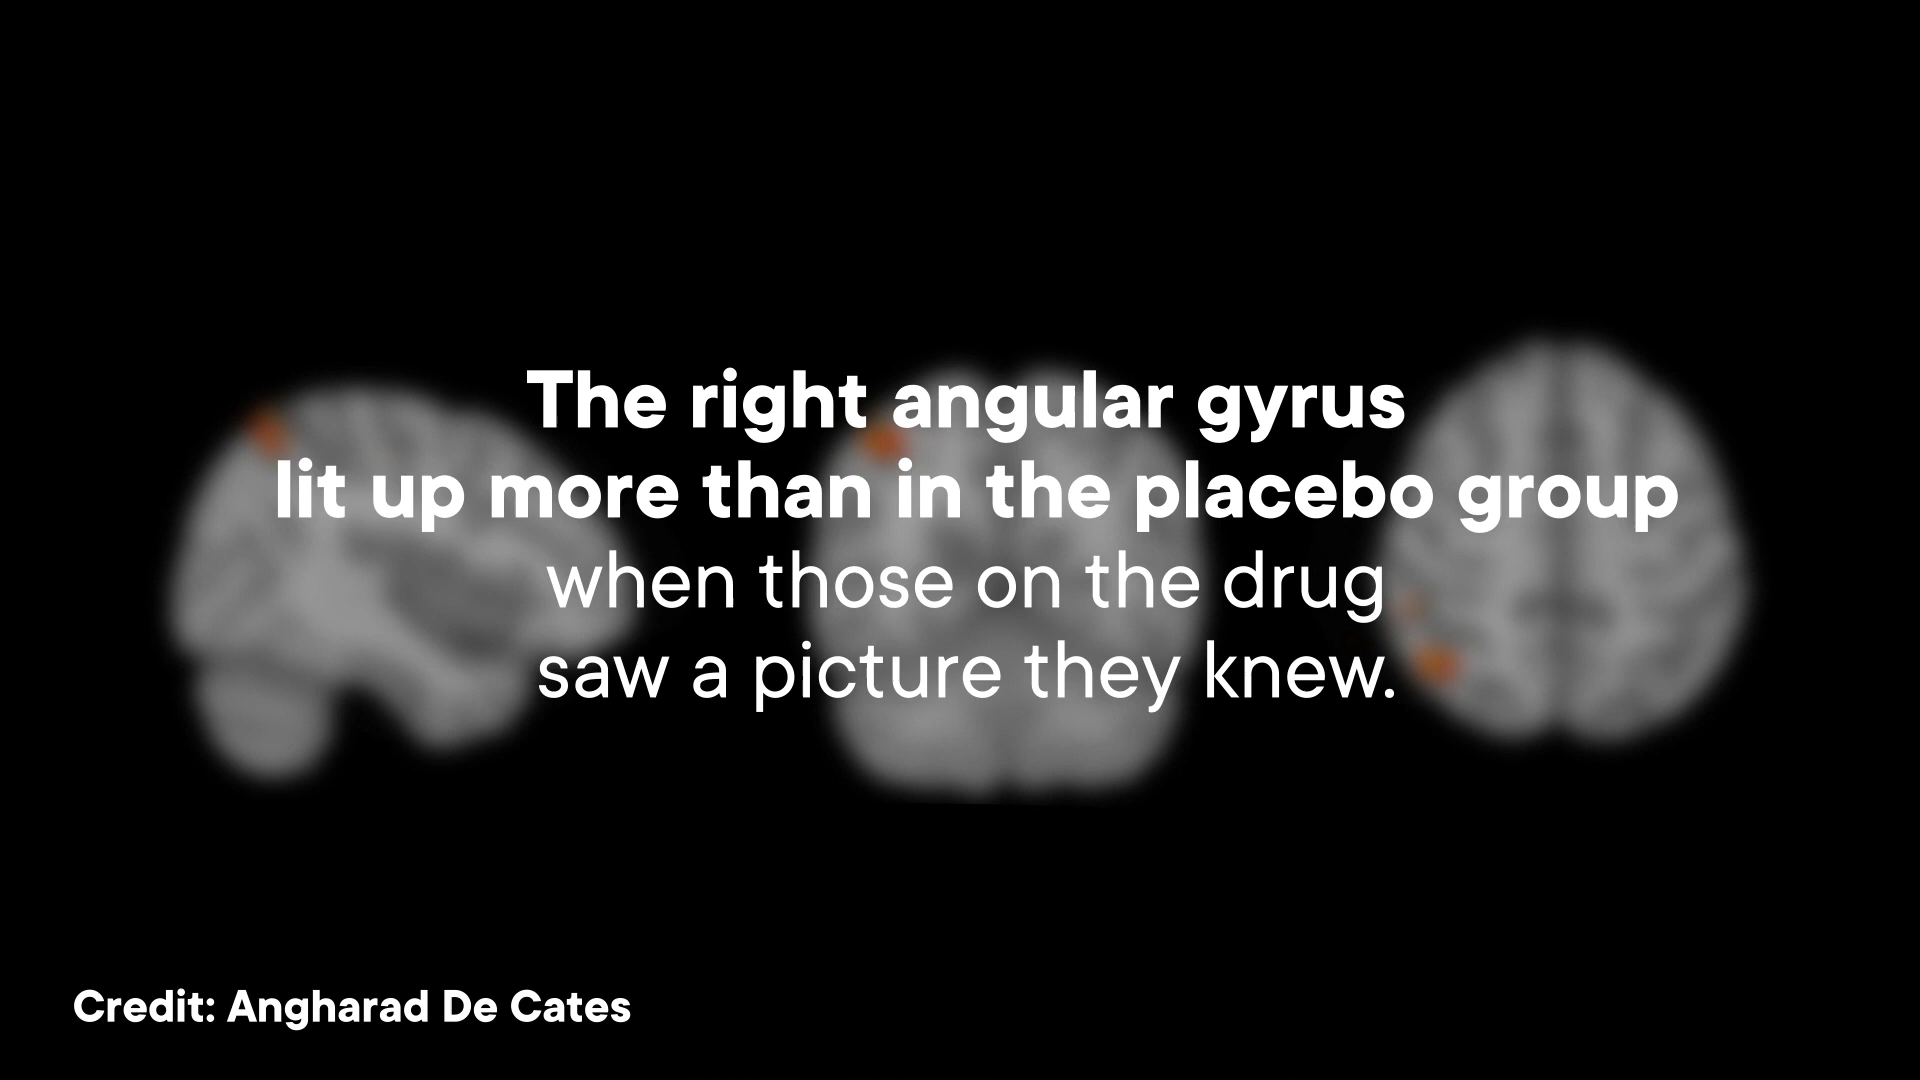 The right angular gyrus
lit up more than in the placebo group
when those on the drug
saw a picture they knew.
Credit: Angharad De Cates